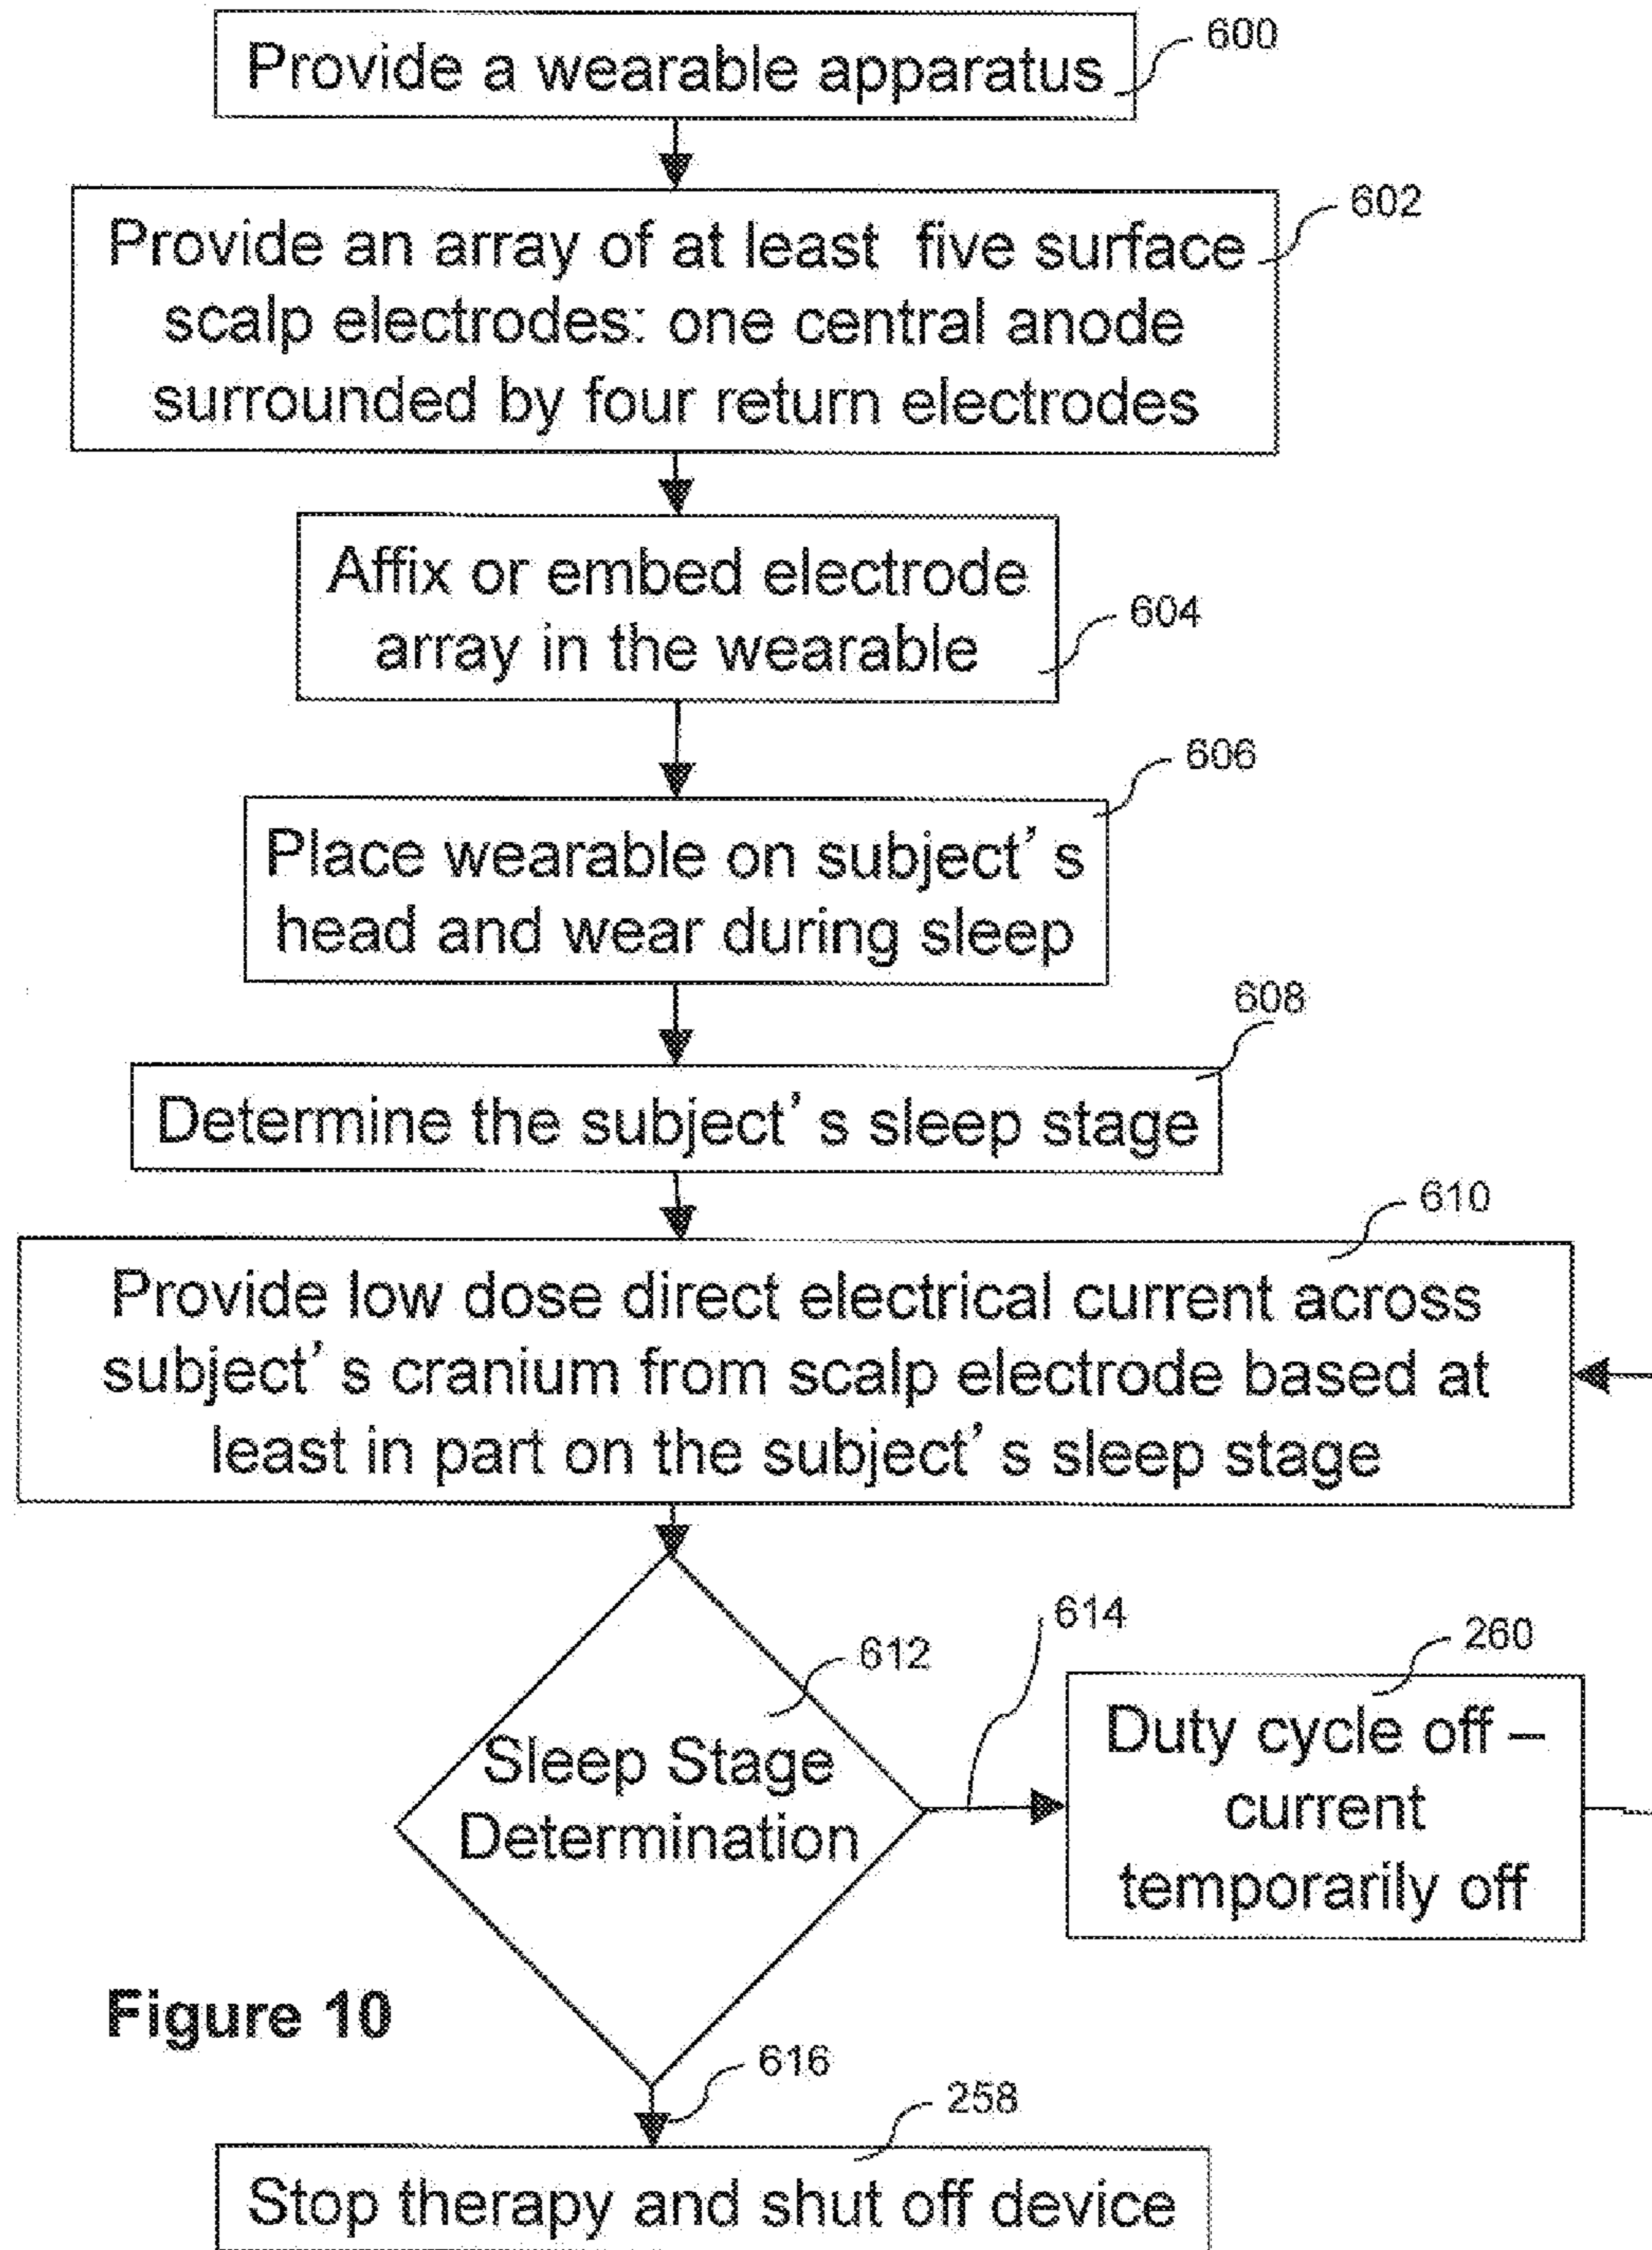 Provide a wearable apparatus
600
Provide an array of at least five surface
scalp electrodes: one central anode
surrounded by four return electrodes
602
Affix or embed electrode
array in the wearable
604
Place wearable on subject's
head and wear during sleep
606
Determine the subject's sleep stage
608
Provide low dose direct electrical current across
subject's cranium from scalp electrode based at
least in part on the subject's sleep stage
610
Sleep Stage
Determination
612
614
Duty cycle off –
current
temporarily off
260
Figure 10
616
Stop therapy and shut off device
258